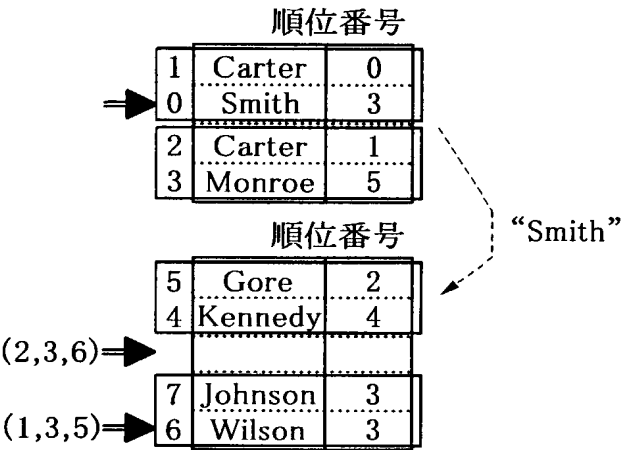 順位番号
1 Carter 0
0 Smith 3
2 Carter 1
3 Monroe 5
“Smith”
順位番号
5 Gore 2
4 Kennedy 4
(2,3,6)
7 Johnson 3
(1,3,5) 6 Wilson 3